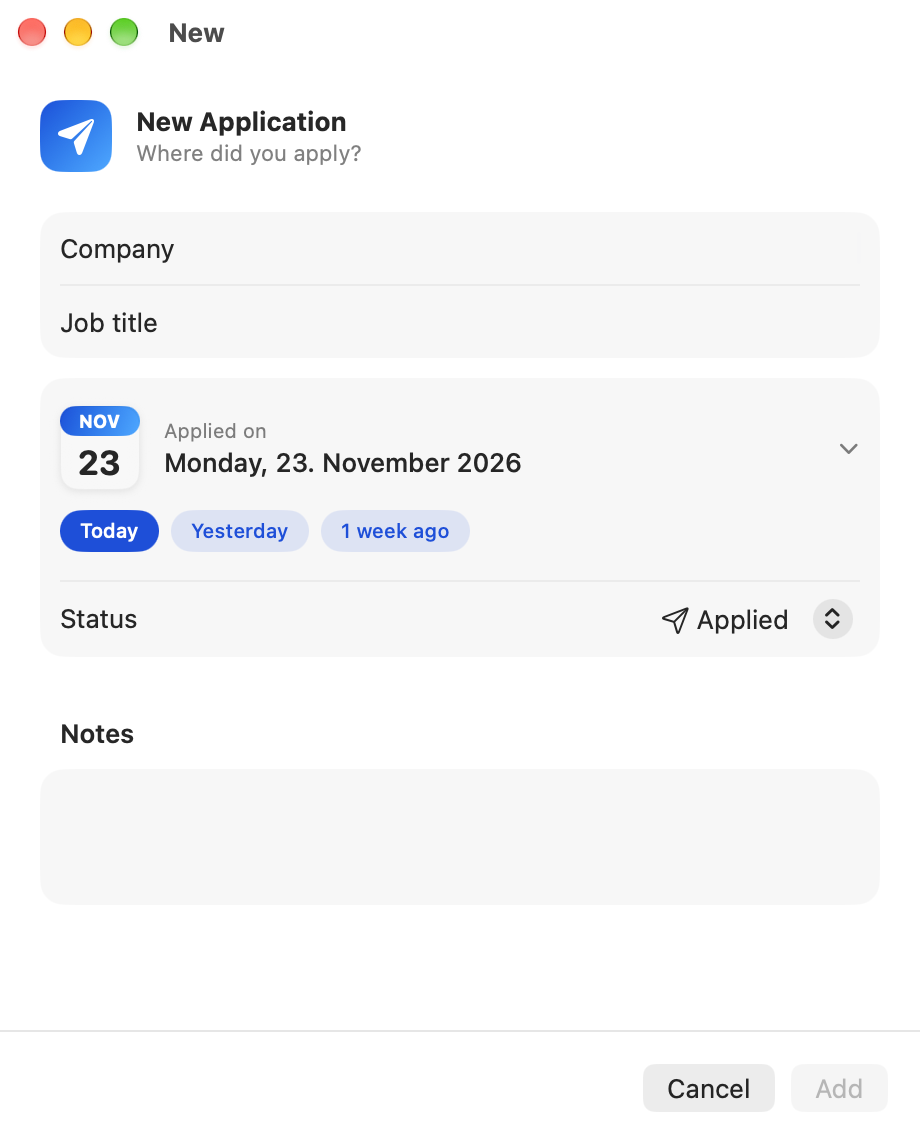 New
New Application
Where did you apply?
Company
Job title
NOV
23
Applied on
Monday, 23. November 2026
Today
Yesterday
1 week ago
Status
Applied
Notes
Cancel
Add